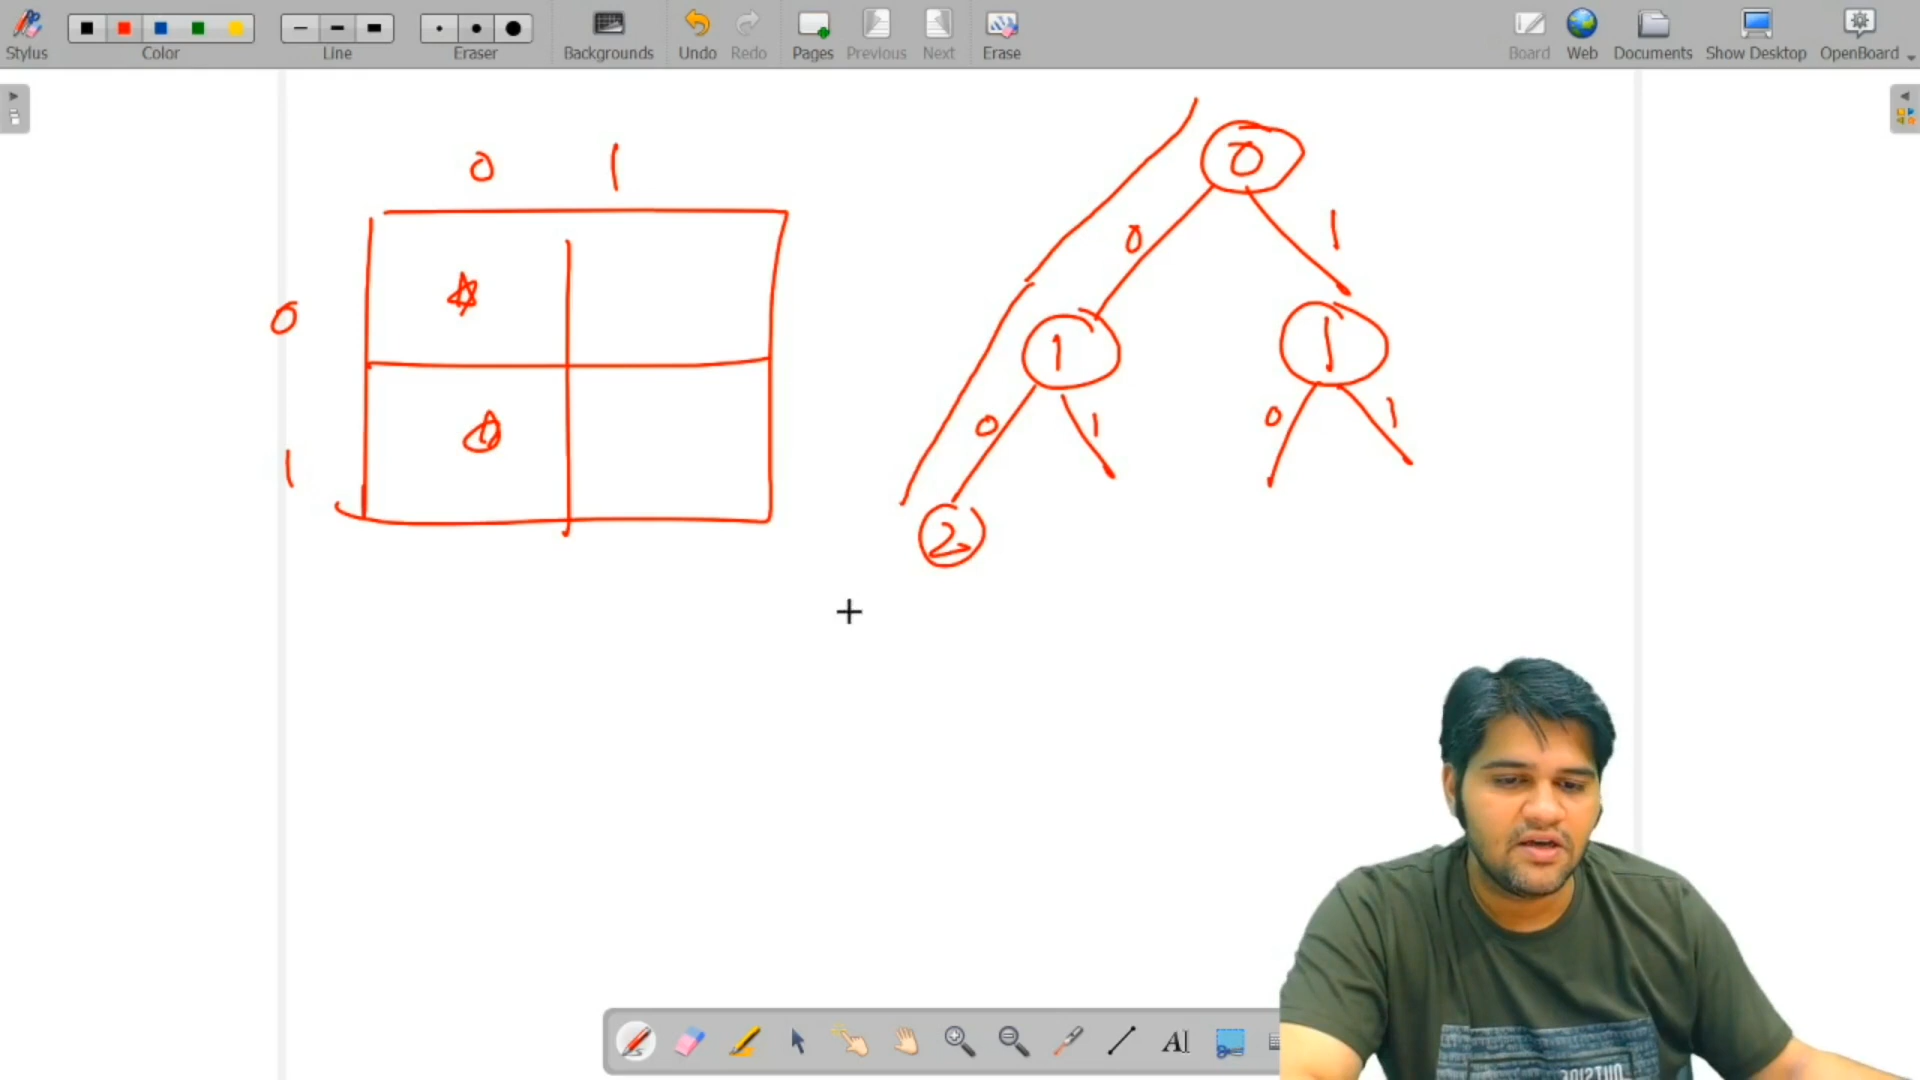 Stylus Color Line Eraser Backgrounds Undo Redo Pages Previous Next Erase Board Web Documents Show Desktop OpenBoard
0 1
0
1
0
0 1
1 1
0 1 0 1
2
AI